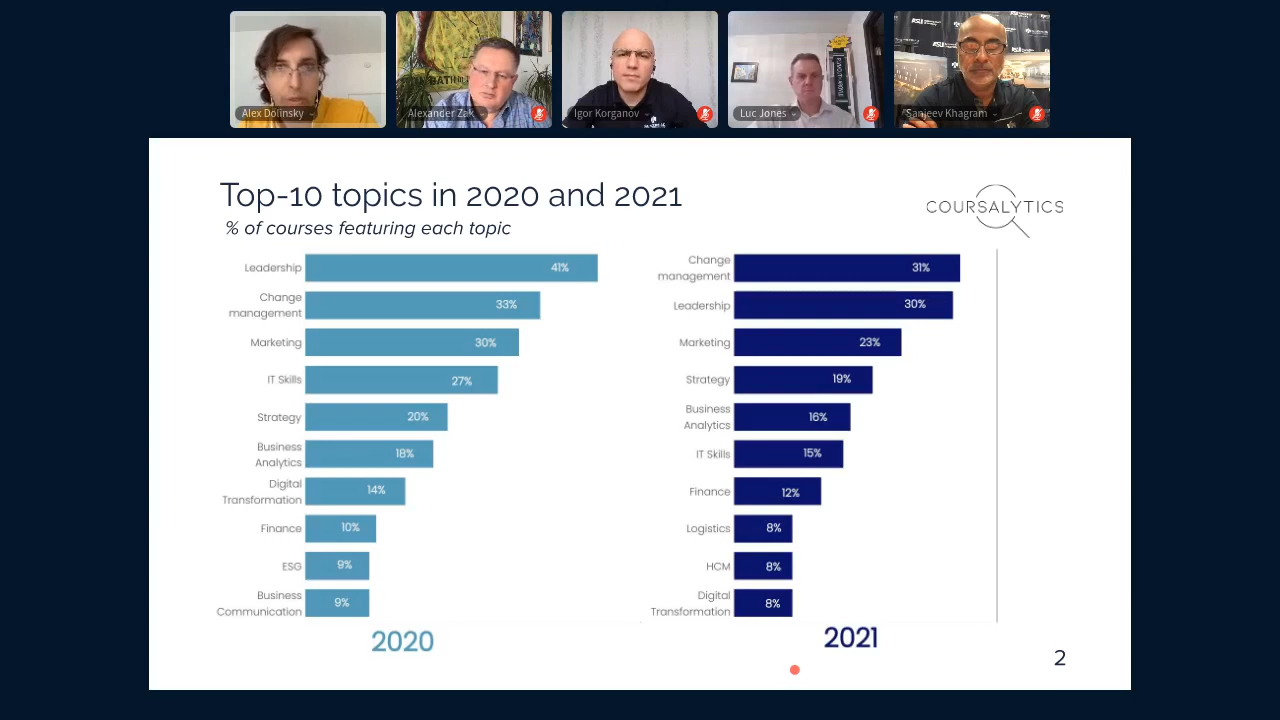 Alex Dolinsky
Alexander Zak
Igor Korganov
Luc Jones
Sanjeev Khagram
Top-10 topics in 2020 and 2021
% of courses featuring each topic
COURSALYTICS
Leadership
41%
Change
management
33%
Marketing
30%
IT Skills
27%
Strategy
20%
Business
Analytics
18%
Digital
Transformation
14%
Finance
10%
ESG
9%
Business
Communication
9%
2020
Change
management
31%
Leadership
30%
Marketing
23%
Strategy
19%
Business
Analytics
16%
IT Skills
15%
Finance
12%
Logistics
8%
HCM
8%
Digital
Transformation
8%
2021
2